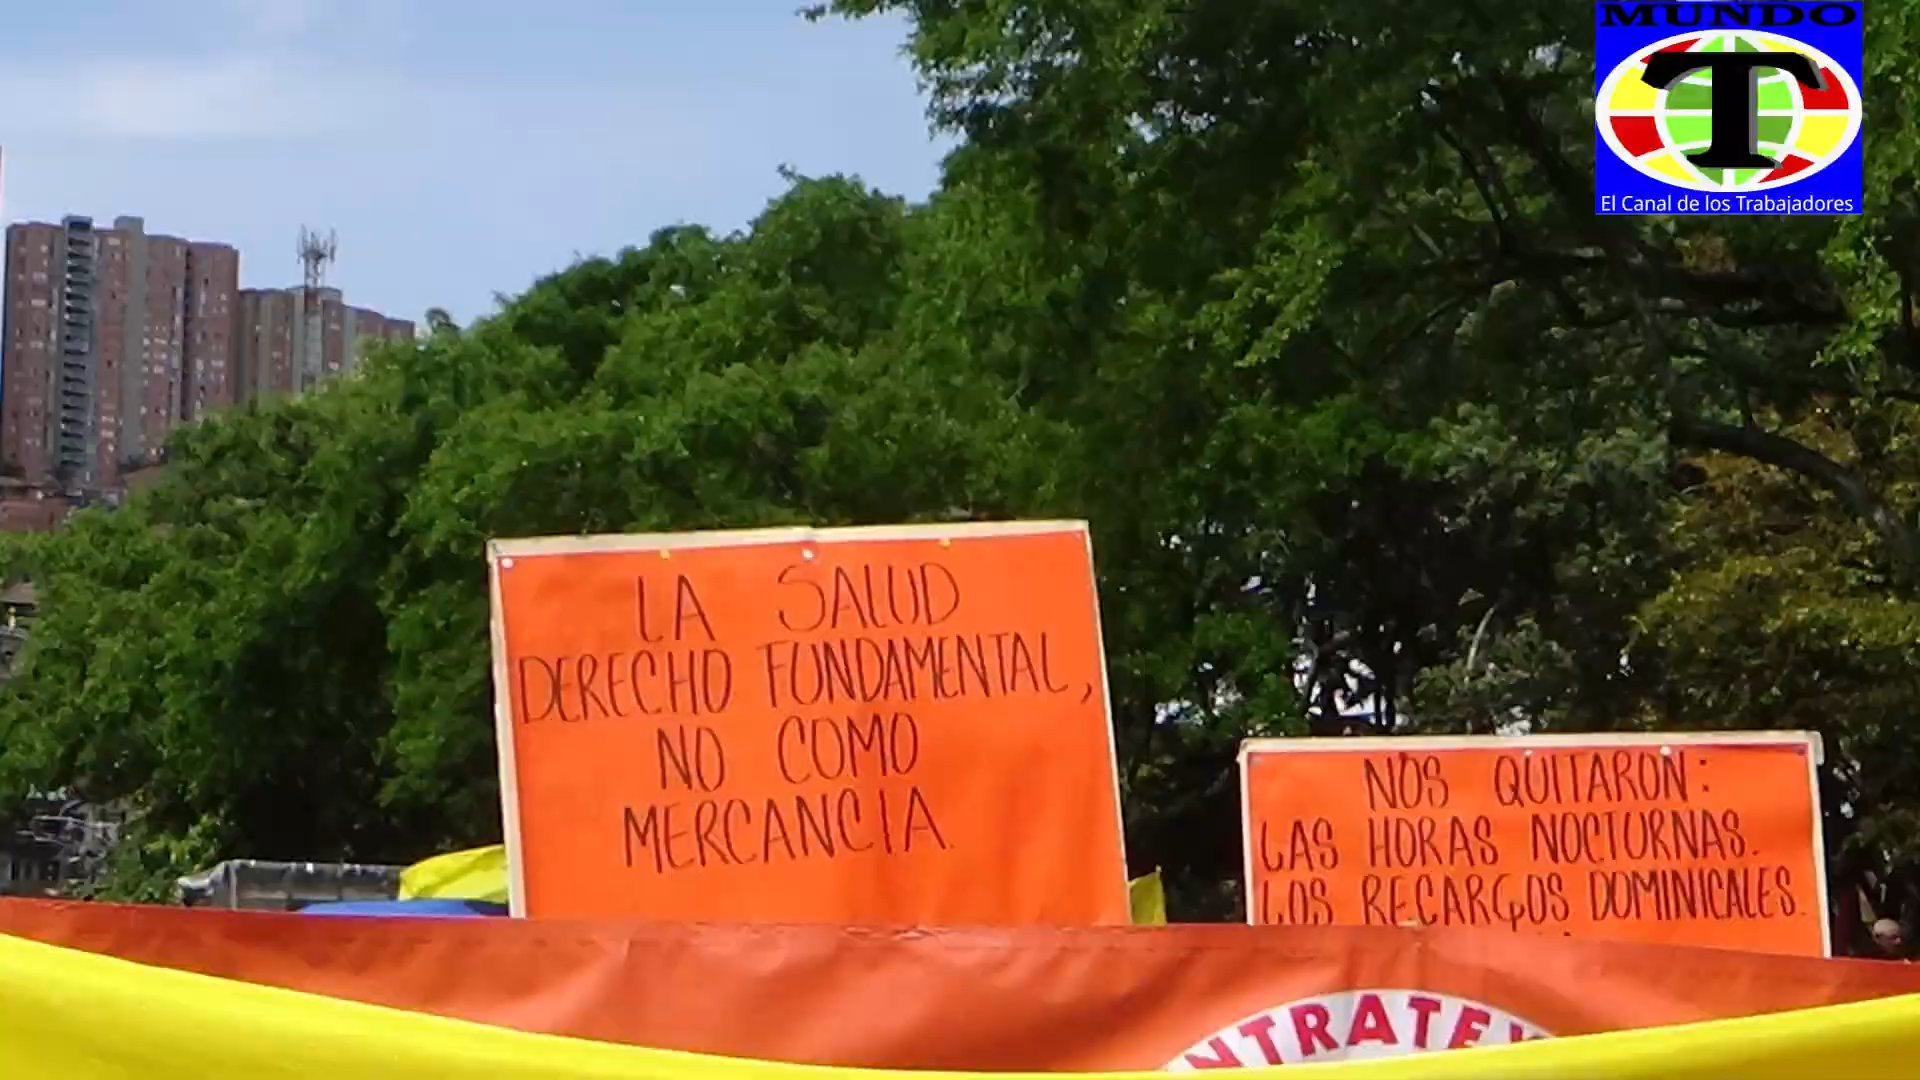 MUNDO
T
El Canal de los Trabajadores
LA SALUD
DERECHO FUNDAMENTAL,
NO COMO
MERCANCIA.
NOS QUITARON:
LAS HORAS NOCTURNAS.
LOS RECARGOS DOMINICALES.
NTRATEX